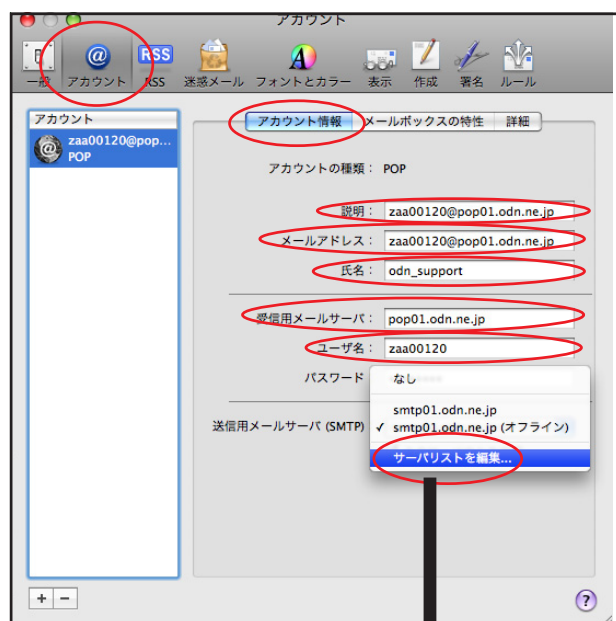 アカウント
一般 アカウント RSS 迷惑メール フォントとカラー 表示 作成 署名 ルール
アカウント
zaa00120@pop...
POP
アカウント情報 メールボックスの特性 詳細
アカウントの種類： POP
説明： zaa00120@pop01.odn.ne.jp
メールアドレス： zaa00120@pop01.odn.ne.jp
氏名： odn_support
受信用メールサーバ： pop01.odn.ne.jp
ユーザ名： zaa00120
パスワード
なし
smtp01.odn.ne.jp
送信用メールサーバ (SMTP) ✓ smtp01.odn.ne.jp (オフライン)
サーバリストを編集...
+ − ?